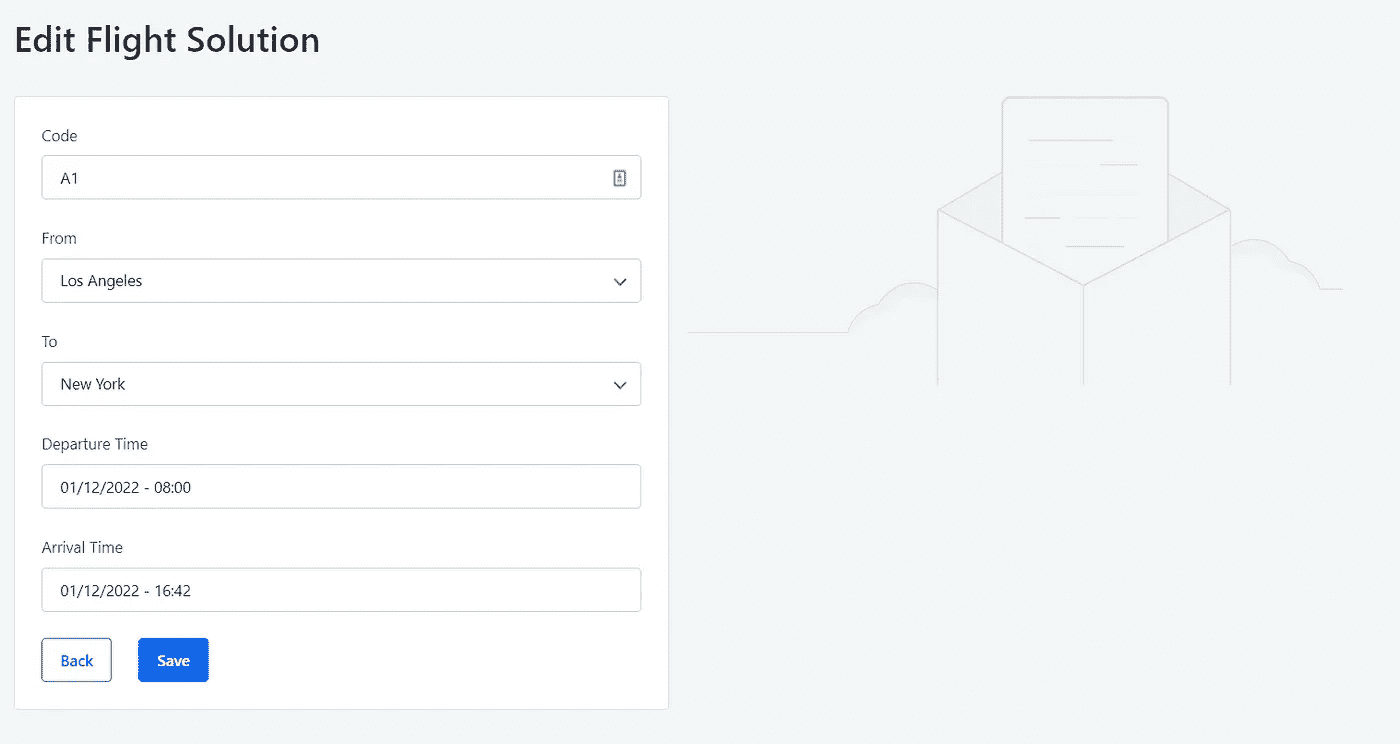 Edit Flight Solution
Code
A1
From
Los Angeles
To
New York
Departure Time
01/12/2022 - 08:00
Arrival Time
01/12/2022 - 16:42
Back Save